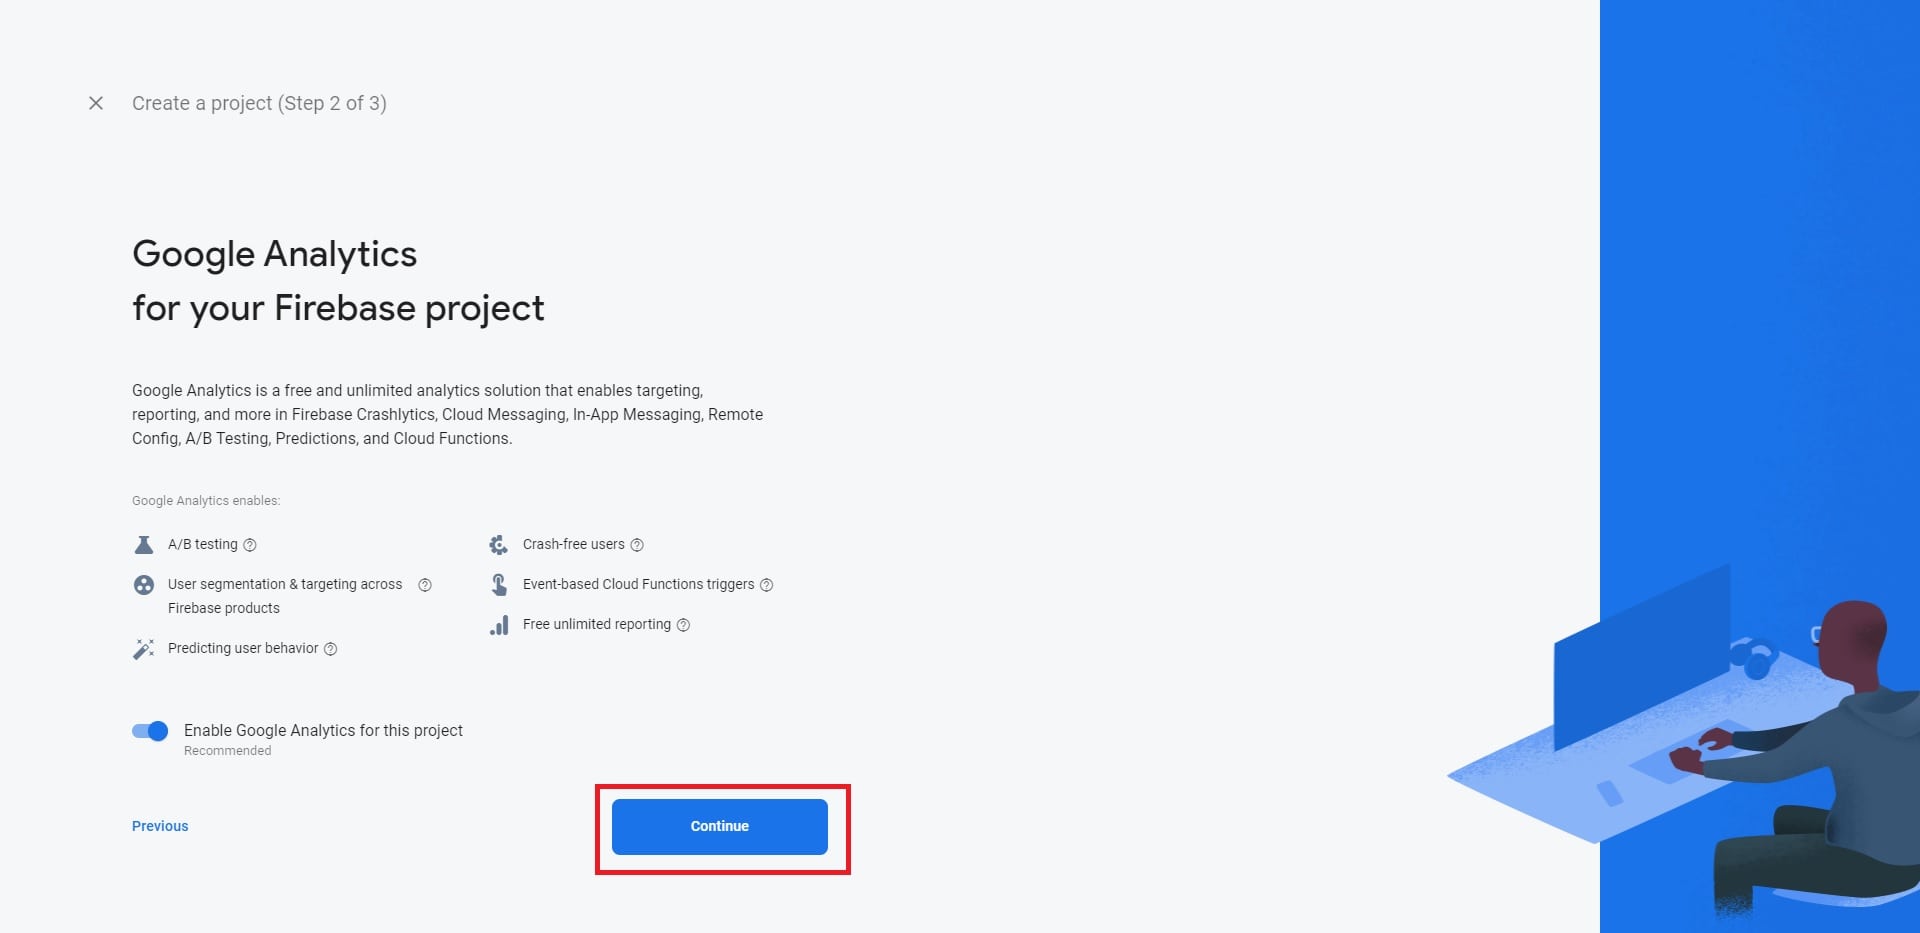 Create a project (Step 2 of 3)
Google Analytics
for your Firebase project
Google Analytics is a free and unlimited analytics solution that enables targeting,
reporting, and more in Firebase Crashlytics, Cloud Messaging, In-App Messaging, Remote
Config, A/B Testing, Predictions, and Cloud Functions.
Google Analytics enables:
A/B testing
User segmentation & targeting across
Firebase products
Predicting user behavior
Crash-free users
Event-based Cloud Functions triggers
Free unlimited reporting
Enable Google Analytics for this project
Recommended
Previous
Continue